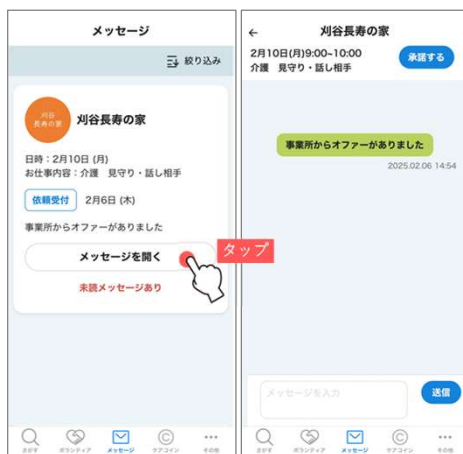 メッセージ
絞り込み
刈谷
長寿の家
刈谷長寿の家
日時：2月10日 (月)
お仕事内容：介護 見守り・話し相手
依頼受付 2月6日 (木)
事業所からオファーがありました
メッセージを開く
未読メッセージあり
さがす ボランティア メッセージ ケアコイン その他
タップ
← 刈谷長寿の家
2月10日(月)9:00~10:00
介護 見守り・話し相手
承諾する
事業所からオファーがありました
2025.02.06 14:54
メッセージを入力
送信
さがす ボランティア メッセージ ケアコイン その他